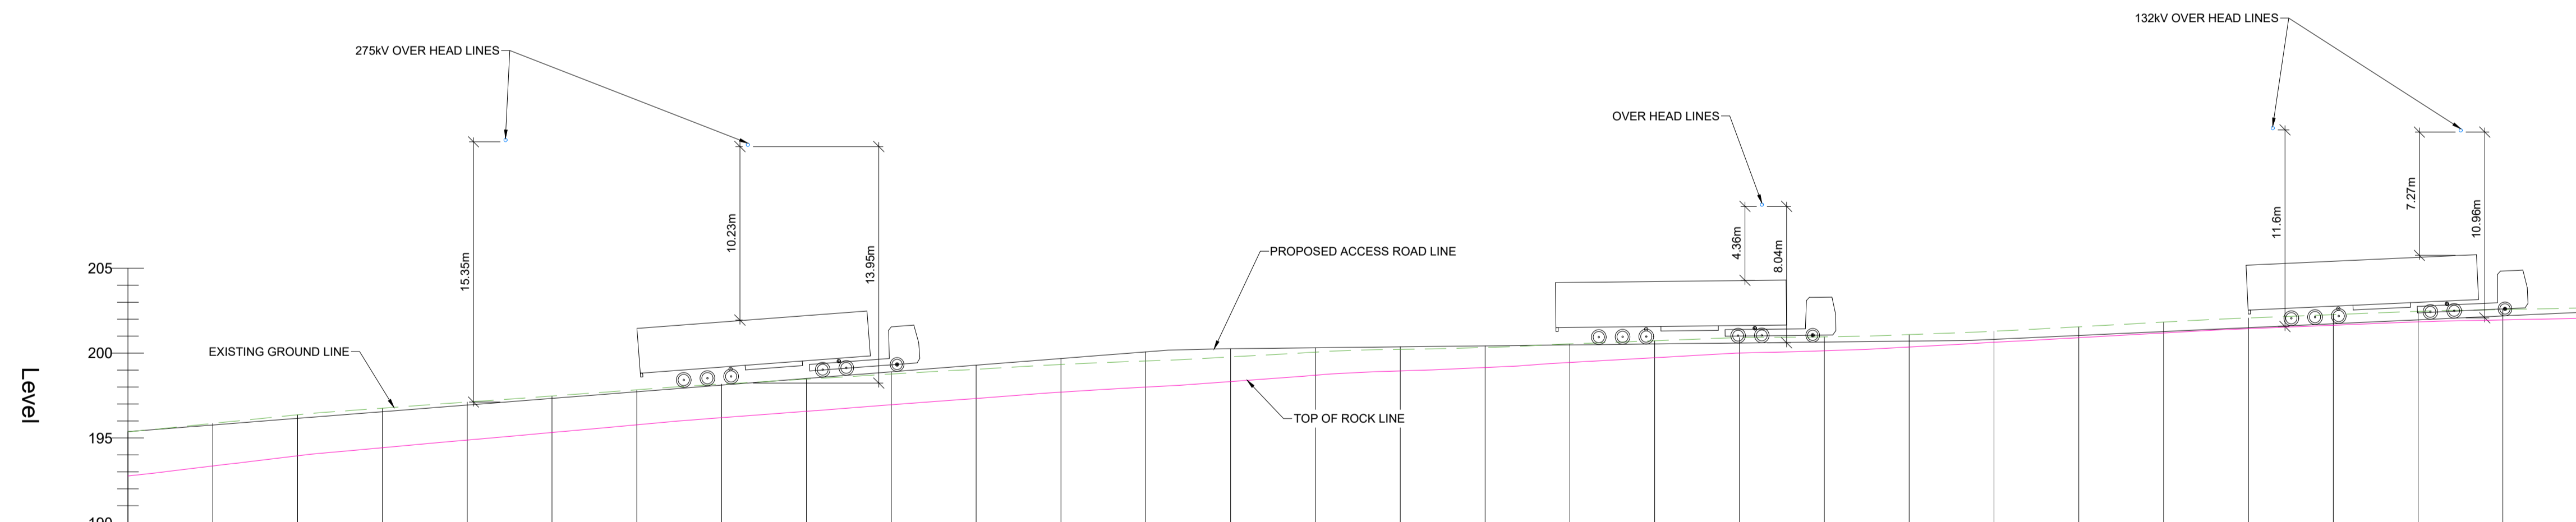 132kV OVER HEAD LINES
275kV OVER HEAD LINES
OVER HEAD LINES
15.35m
10.23m
13.95m
4.36m
8.04m
11.6m
7.27m
10.96m
PROPOSED ACCESS ROAD LINE
205
200
EXISTING GROUND LINE
Level
TOP OF ROCK LINE
195
190